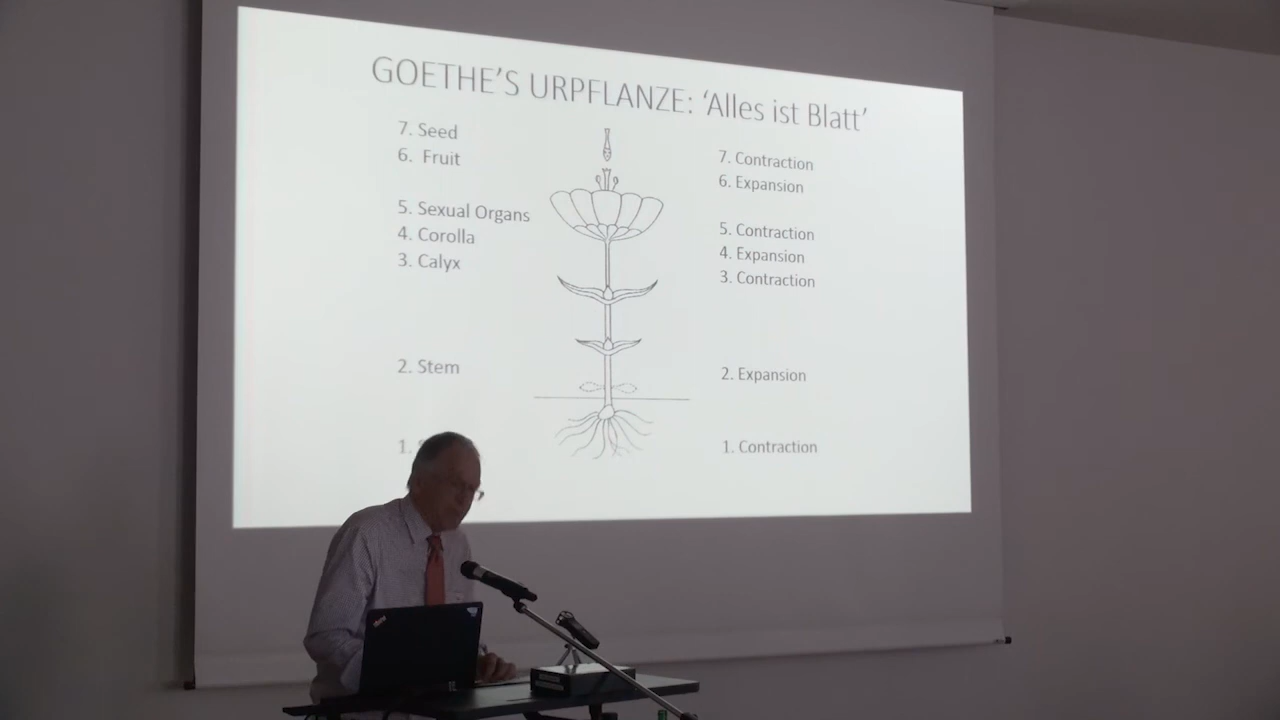 GOETHE'S URPFLANZE: 'Alles ist Blatt'
7. Seed
6. Fruit
5. Sexual Organs
4. Corolla
3. Calyx
2. Stem
1.
7. Contraction
6. Expansion
5. Contraction
4. Expansion
3. Contraction
2. Expansion
1. Contraction